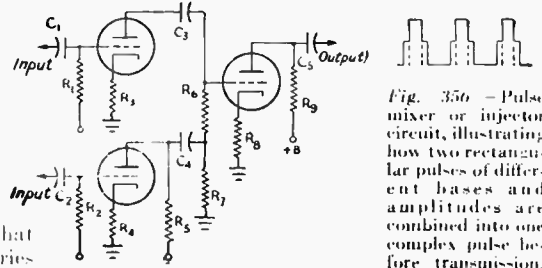 C1
C3
Input
R1
R3
R6
C5
Output)
R9
R8
+B
C4
Input
C2
R2
R4
R5
R7
hat
ries
Fig. 356 – Pulse
mixer or injector
circuit, illustrating
how two rectangu-
lar pulses of differ-
ent bases and
amplitudes are
combined into one
complex pulse be-
fore transmission.